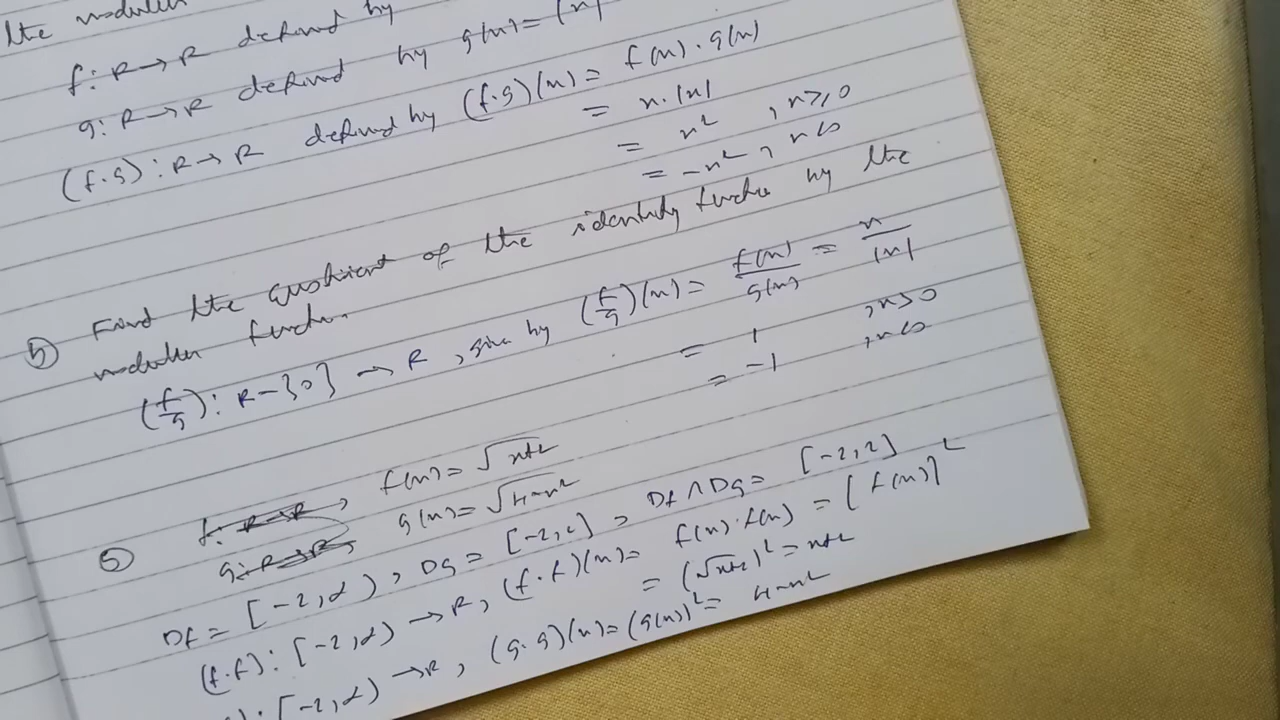 the modulus
f: R→R defined by
g: R→R defined by g(x) = |x|
(f.g): R→R defined by (f.g)(x) = f(x).g(x)
= x.|x|
= x² , x≥0
= -x² , x<0
5) Find the quotient of the identity function by the
modulus function.
(f/g): R-{0} → R , given by (f/g)(x) = f(x)/g(x) = x/|x|
= 1 , x>0
= -1 , x<0
6) f: R→R, f(x) = √x+2
g: R→R, g(x) = √4-x²
Df = [-2,∞) , Dg = [-2,2] , Df ∩ Dg = [-2,2]
(f.f): [-2,∞) → R, (f.f)(x) = f(x).f(x) = [f(x)]²
= (√x+2)² = x+2
: [-2,∞) → R , (g.g)(x) = (g(x))² = 4-x²